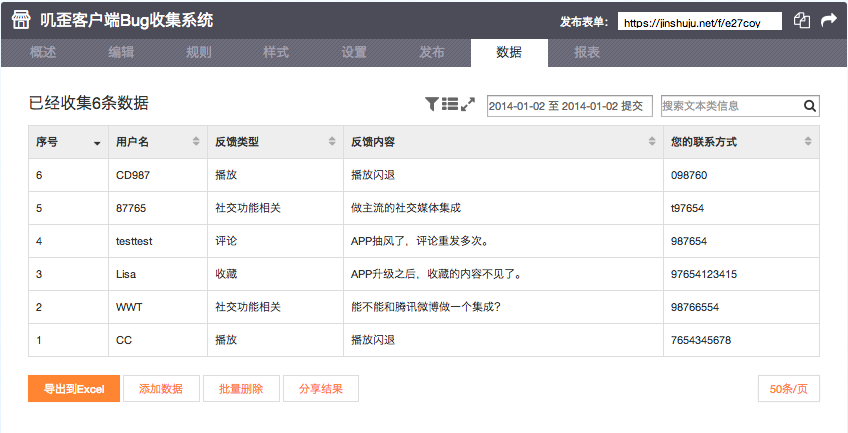 叽歪客户端Bug收集系统
发布表单： https://jinshuju.net/f/e27coy
概述 编辑 规则 样式 设置 发布 数据 报表
已经收集6条数据 2014-01-02 至 2014-01-02 提交 搜索文本类信息
序号 用户名 反馈类型 反馈内容 您的联系方式
6 CD987 播放 播放闪退 098760
5 87765 社交功能相关 做主流的社交媒体集成 t97654
4 testtest 评论 APP抽风了，评论重发多次。 987654
3 Lisa 收藏 APP升级之后，收藏的内容不见了。 97654123415
2 WWT 社交功能相关 能不能和腾讯微博做一个集成? 98766554
1 CC 播放 播放闪退 7654345678
导出到Excel 添加数据 批量删除 分享结果 50条/页